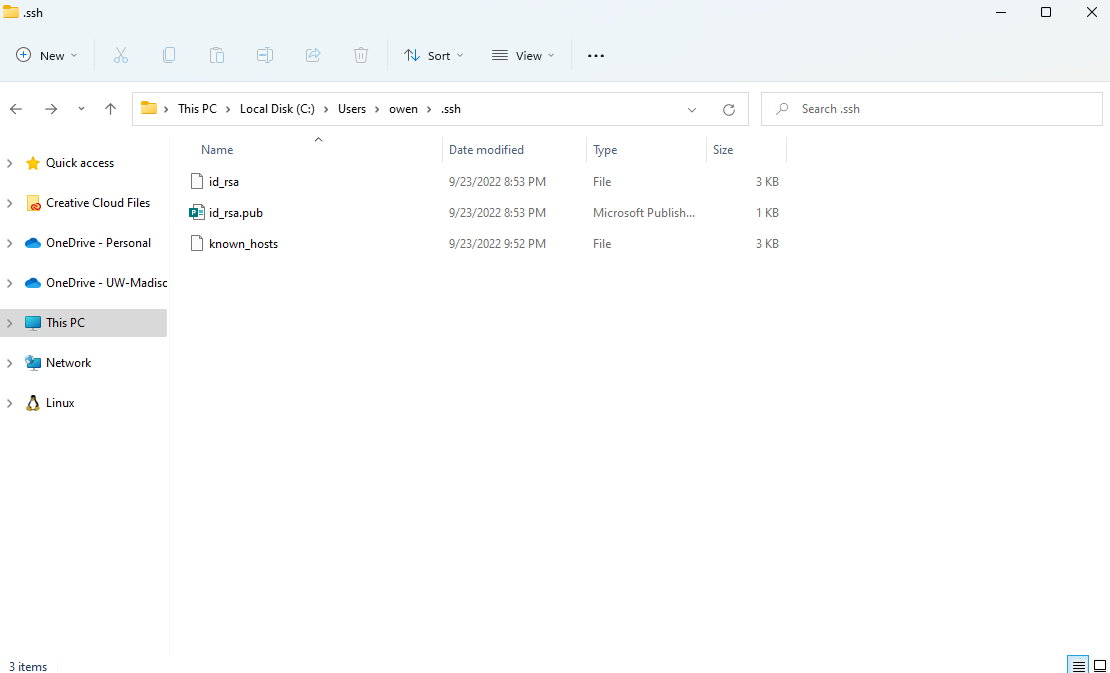 .ssh
New
Sort
View
This PC > Local Disk (C:) > Users > owen > .ssh
Search .ssh
Name Date modified Type Size
id_rsa 9/23/2022 8:53 PM File 3 KB
id_rsa.pub 9/23/2022 8:53 PM Microsoft Publish... 1 KB
known_hosts 9/23/2022 9:52 PM File 3 KB
Quick access
Creative Cloud Files
OneDrive - Personal
OneDrive - UW-Madisc
This PC
Network
Linux
3 items